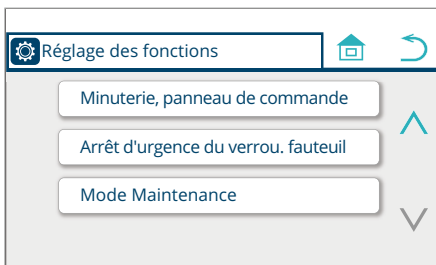 Réglage des fonctions
Minuterie, panneau de commande
Arrêt d'urgence du verrou. fauteuil
Mode Maintenance